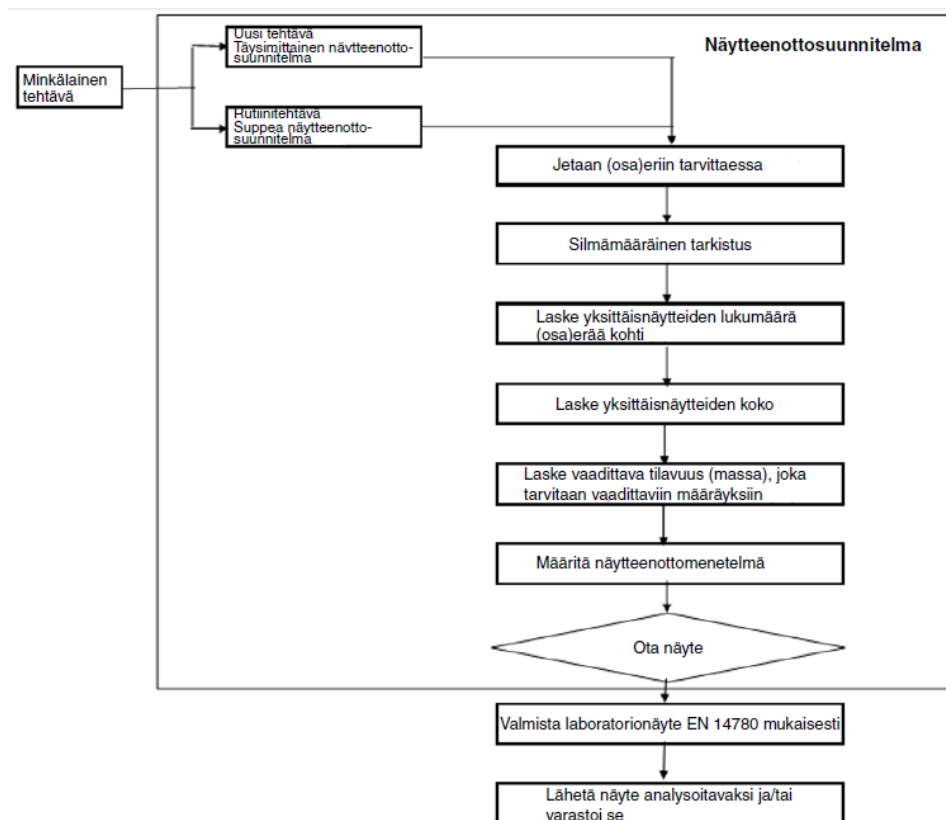 Näytteenottosuunnitelma
Minkälainen
tehtävä
Uusi tehtävä
Täysimittainen näytteenotto-
suunnitelma
Rutiinitehtävä
Suppea näytteenotto-
suunnitelma
Jetaan (osa)eriin tarvittaessa
Silmämääräinen tarkistus
Laske yksittäisnäytteiden lukumäärä
(osa)erää kohti
Laske yksittäisnäytteiden koko
Laske vaadittava tilavuus (massa), joka
tarvitaan vaadittaviin määräyksiin
Määritä näytteenottomenetelmä
Ota näyte
Valmista laboratorionäyte EN 14780 mukaisesti
Lähetä näyte analysoitavaksi ja/tai
varastoi se